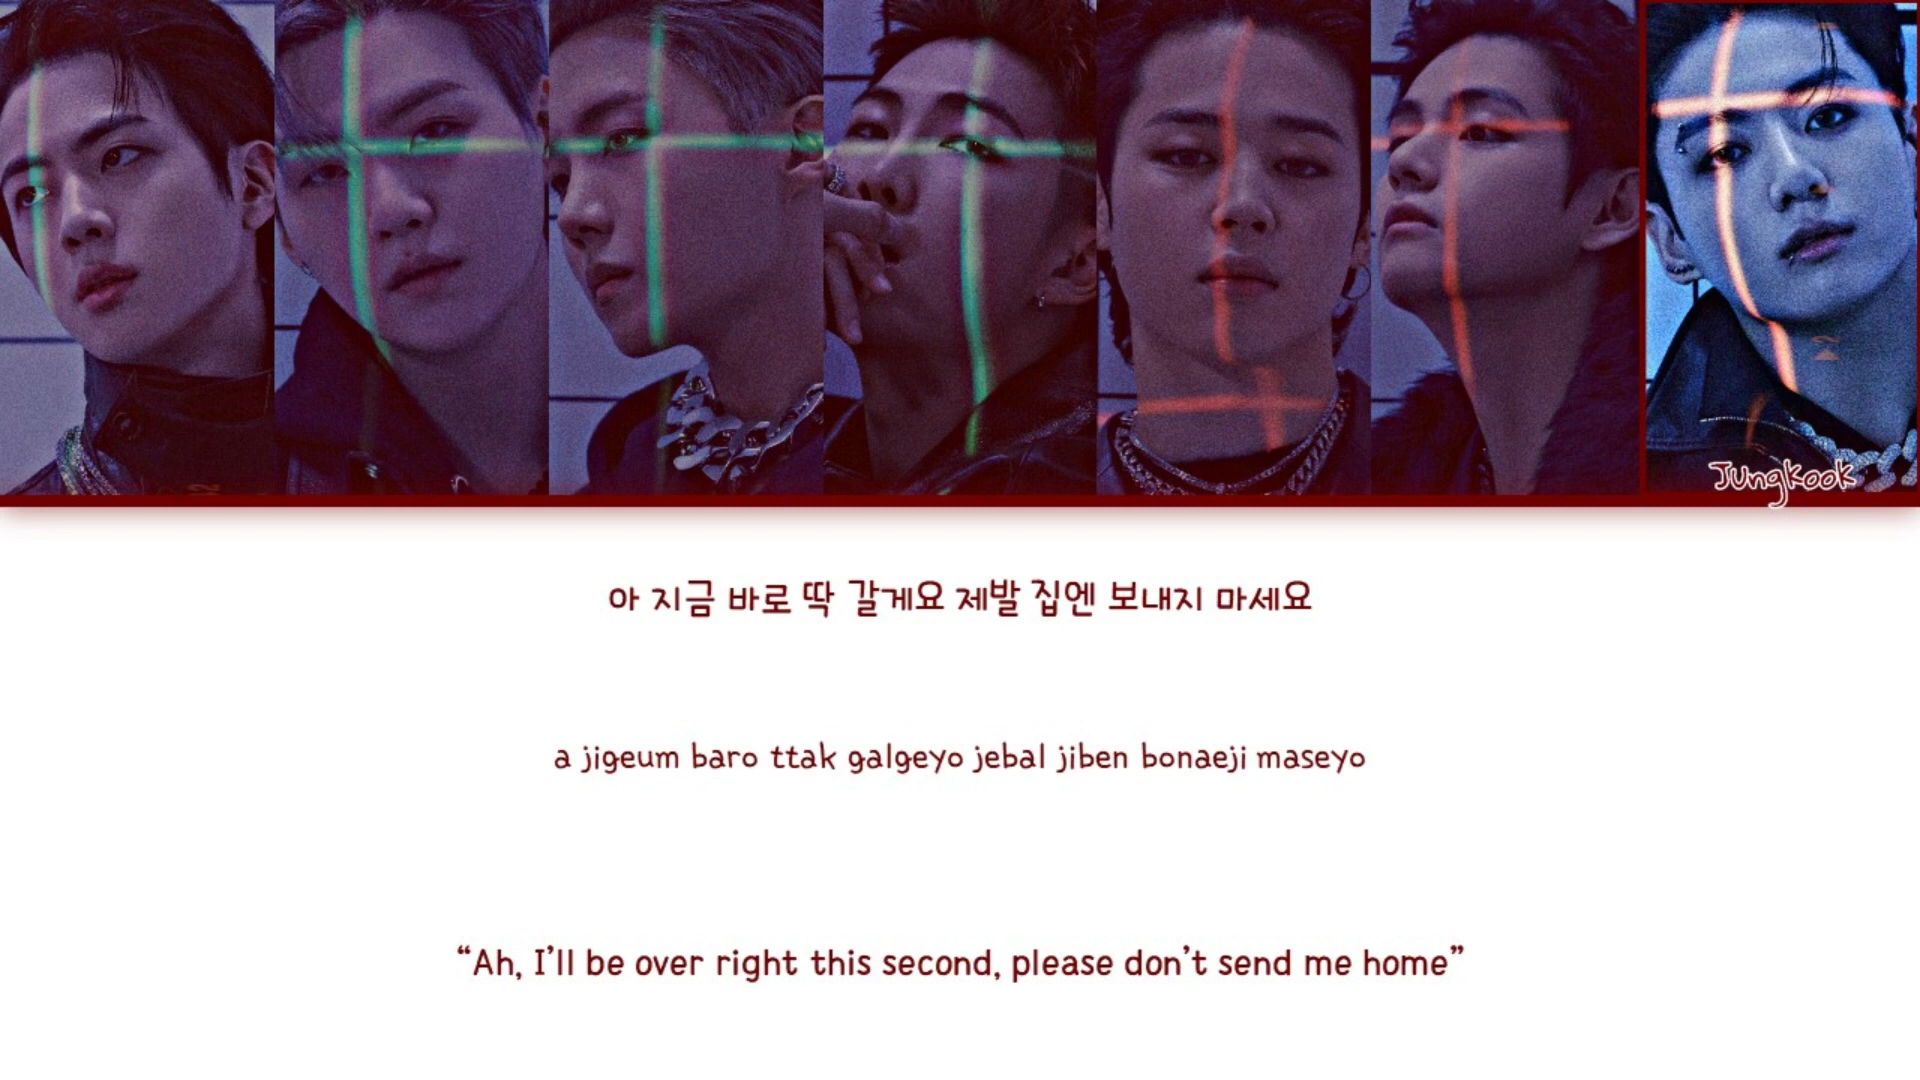 Jungkook
아 지금 바로 딱 갈게요 제발 집엔 보내지 마세요
a jigeum baro ttak galgeyo jebal jiben bonaeji maseyo
“Ah, I’ll be over right this second, please don’t send me home”